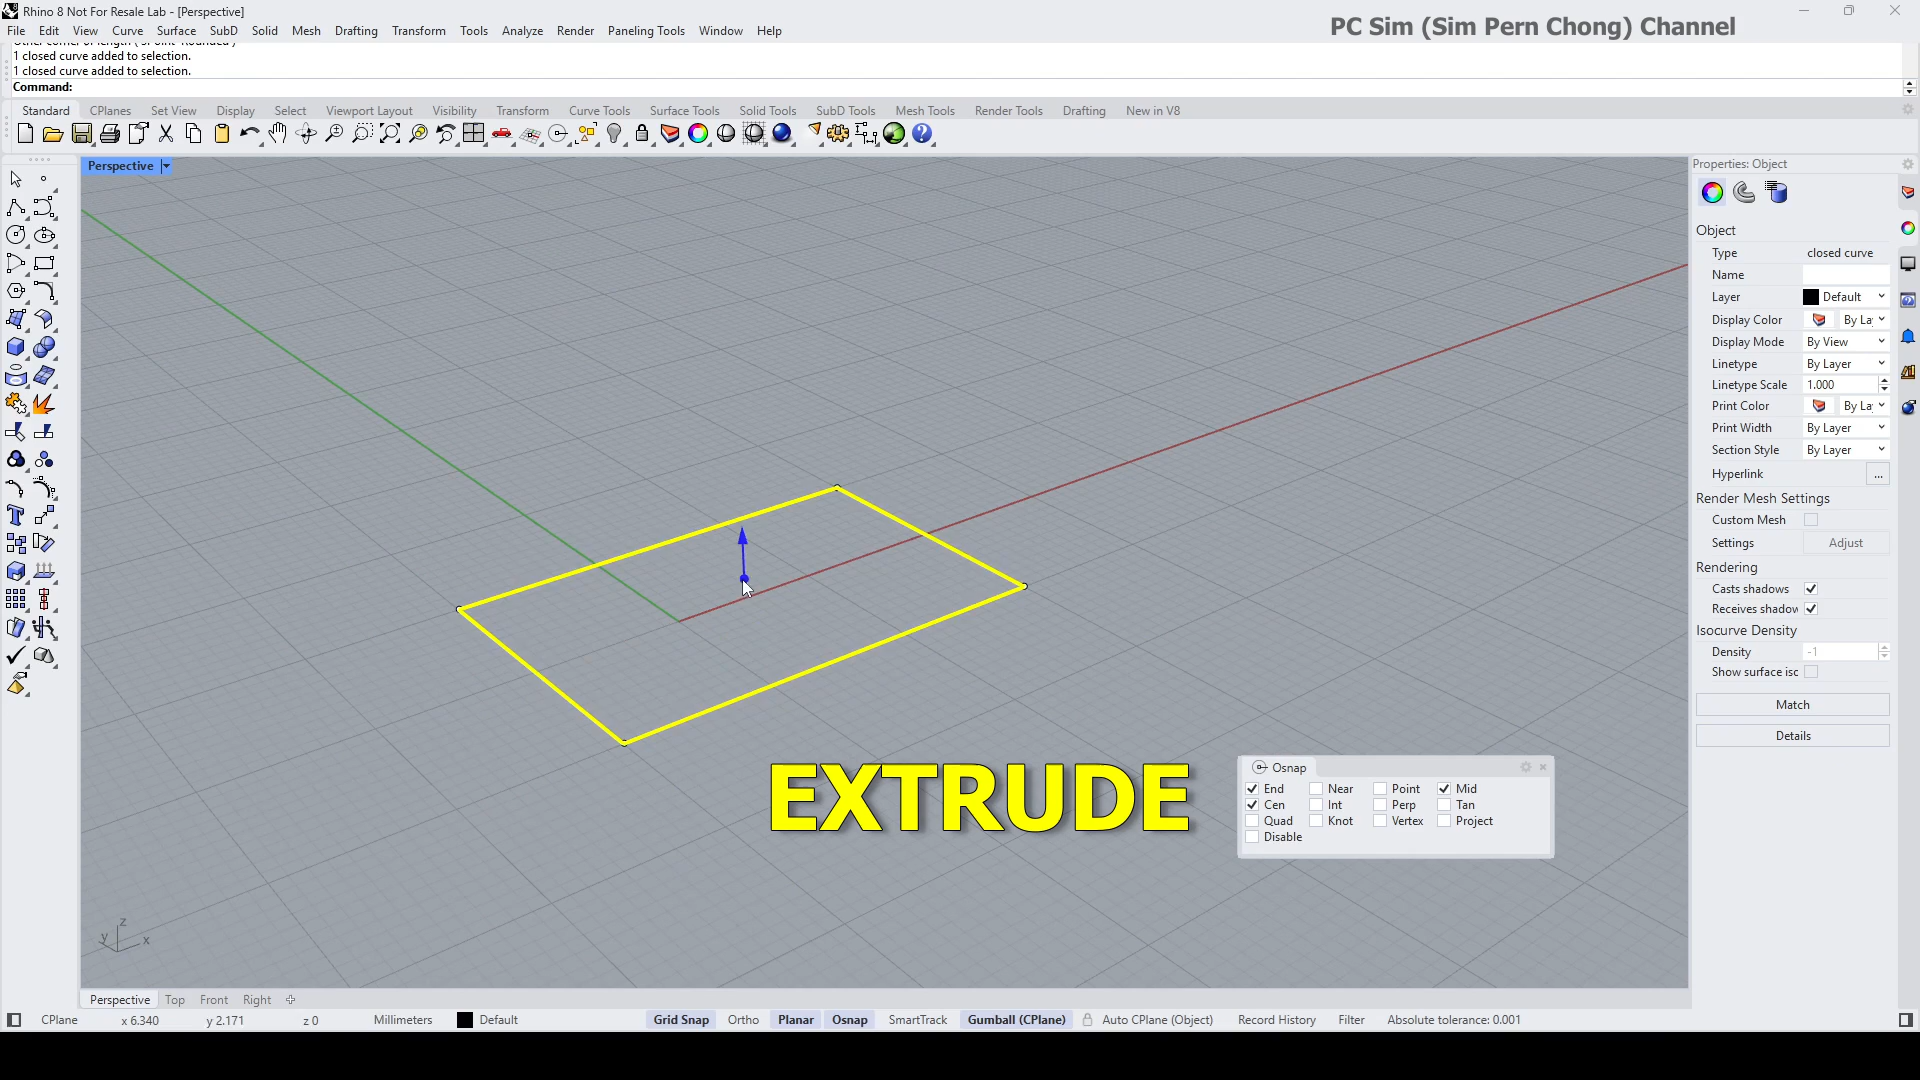 Rhino 8 Not For Resale Lab - [Perspective]
PC Sim (Sim Pern Chong) Channel
File Edit View Curve Surface SubD Solid Mesh Drafting Transform Tools Analyze Render Paneling Tools Window Help
1 closed curve added to selection.
1 closed curve added to selection.
Command:
Standard CPlanes Set View Display Select Viewport Layout Visibility Transform Curve Tools Surface Tools Solid Tools SubD Tools Mesh Tools Render Tools Drafting New in V8
Perspective
Properties: Object
Object
Type closed curve
Name
Layer Default
Display Color By La
Display Mode By View
Linetype By Layer
Linetype Scale 1.000
Print Color By La
Print Width By Layer
Section Style By Layer
Hyperlink ...
Render Mesh Settings
Custom Mesh
Settings Adjust
Rendering
Casts shadows
Receives shadow
Isocurve Density
Density -1
Show surface iso
Match
Details
EXTRUDE
Osnap
End Near Point Mid
Cen Int Perp Tan
Quad Knot Vertex Project
Disable
z
y x
Perspective Top Front Right
CPlane x 6.340 y 2.171 z 0 Millimeters Default Grid Snap Ortho Planar Osnap SmartTrack Gumball (CPlane) Auto CPlane (Object) Record History Filter Absolute tolerance: 0.001